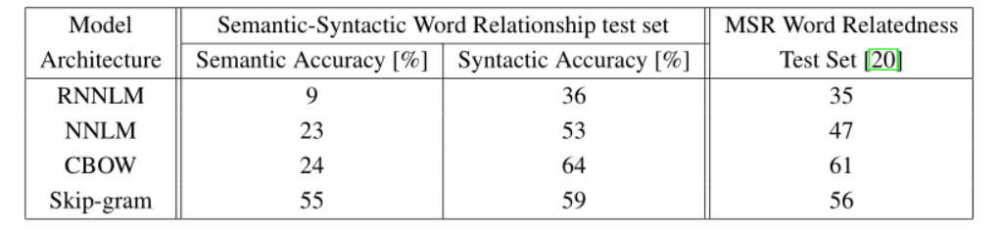 Model Semantic-Syntactic Word Relationship test set MSR Word Relatedness
Architecture Semantic Accuracy [%] Syntactic Accuracy [%] Test Set [20]
RNNLM 9 36 35
NNLM 23 53 47
CBOW 24 64 61
Skip-gram 55 59 56